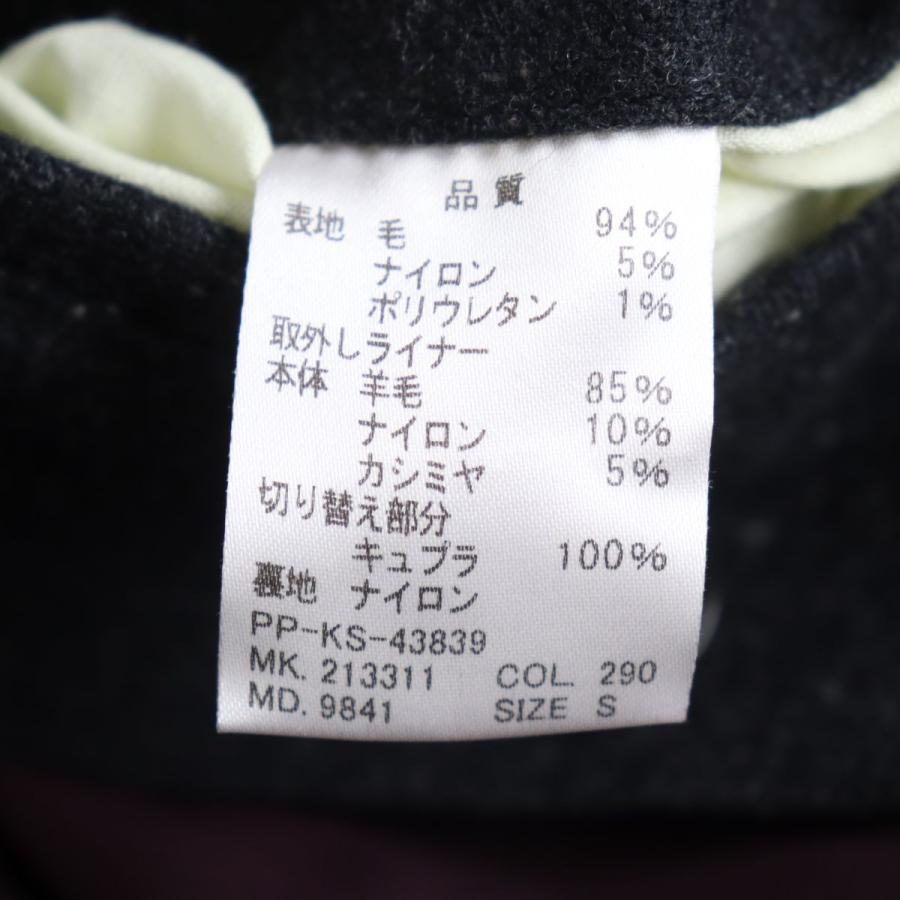 品 質
表地 毛 94%
ナイロン 5%
ポリウレタン 1%
取外しライナー
本体 羊毛 85%
ナイロン 10%
カシミヤ 5%
切り替え部分
キュプラ 100%
裏地 ナイロン
PP-KS-43839
MK. 213311 COL. 290
MD. 9841 SIZE S